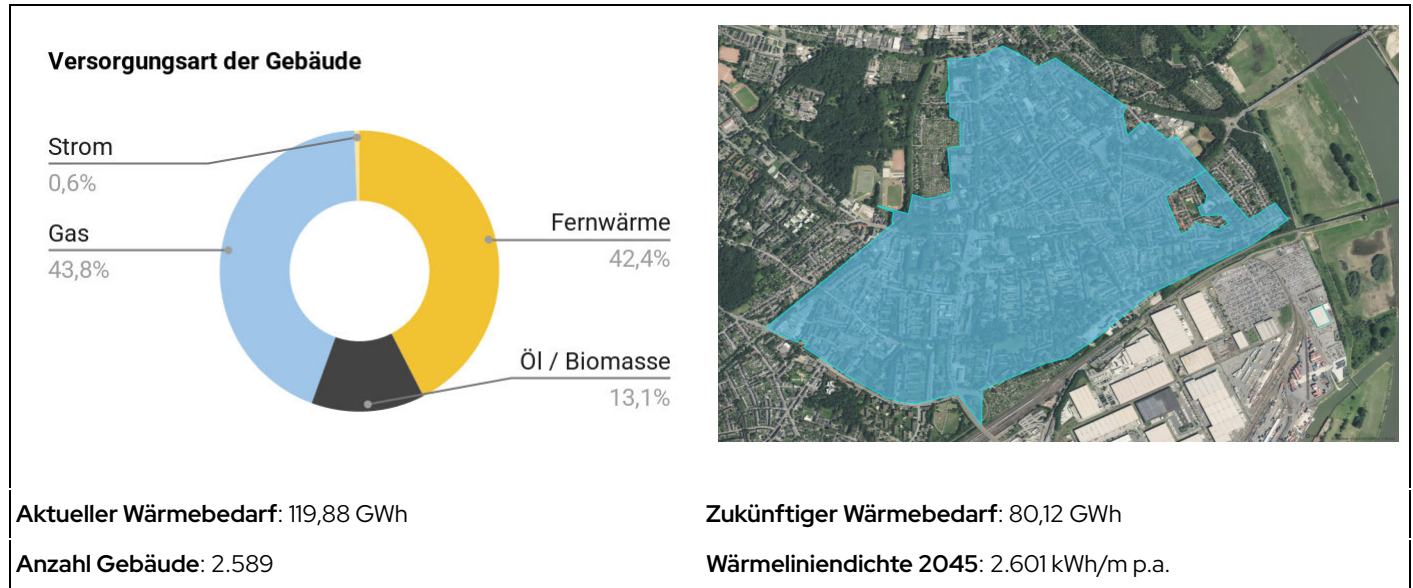 Versorgungsart der Gebäude
Strom
0,6%
Gas
43,8%
Fernwärme
42,4%
Öl / Biomasse
13,1%
Aktueller Wärmebedarf: 119,88 GWh
Zukünftiger Wärmebedarf: 80,12 GWh
Anzahl Gebäude: 2.589
Wärmeliniendichte 2045: 2.601 kWh/m p.a.